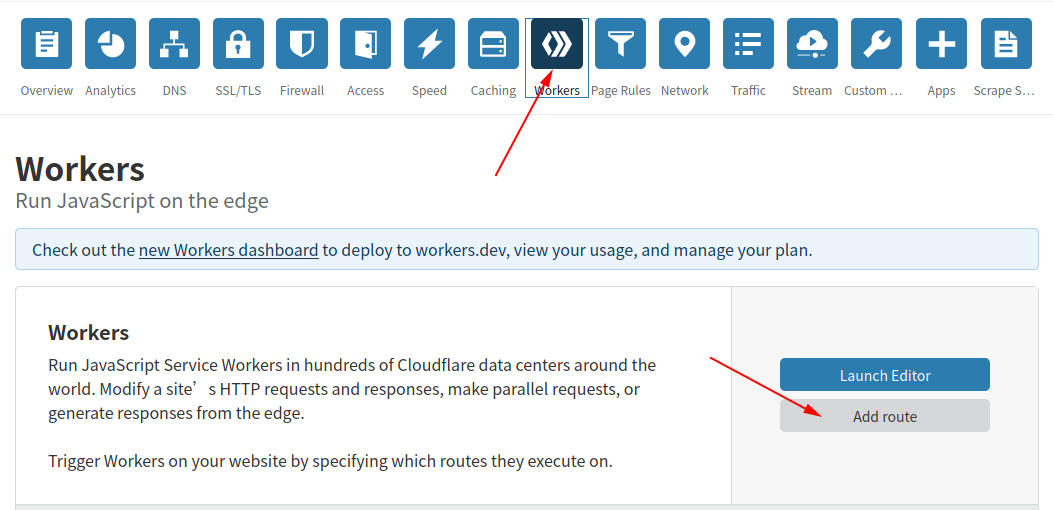 Overview Analytics DNS SSL/TLS Firewall Access Speed Caching Workers Page Rules Network Traffic Stream Custom ... Apps Scrape S...
Workers
Run JavaScript on the edge
Check out the new Workers dashboard to deploy to workers.dev, view your usage, and manage your plan.
Workers
Run JavaScript Service Workers in hundreds of Cloudflare data centers around the
world. Modify a site’s HTTP requests and responses, make parallel requests, or
generate responses from the edge.
Trigger Workers on your website by specifying which routes they execute on.
Launch Editor
Add route